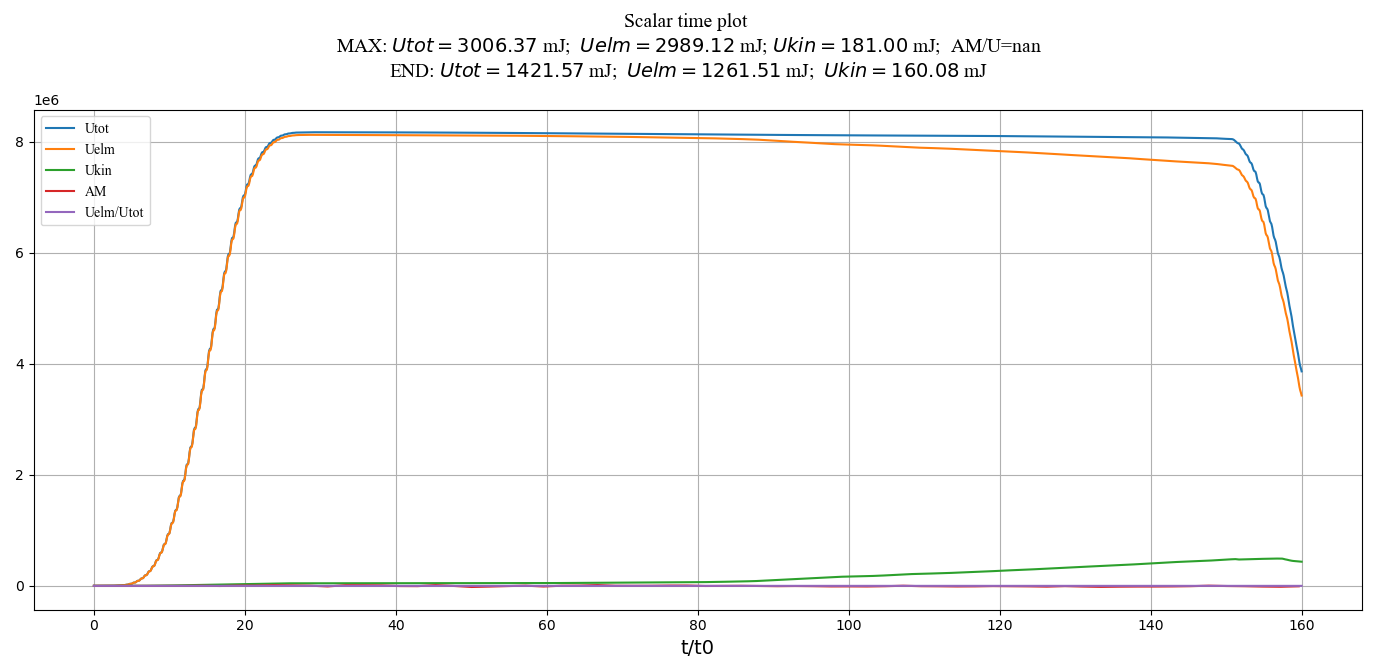 Scalar time plot
MAX: Utot = 3006.37 mJ; Uelm = 2989.12 mJ; Ukin = 181.00 mJ; AM/U=nan
END: Utot = 1421.57 mJ; Uelm = 1261.51 mJ; Ukin = 160.08 mJ
1e6
Utot
Uelm
Ukin
AM
Uelm/Utot
8
6
4
2
0
0 20 40 60 80 100 120 140 160
t/t0